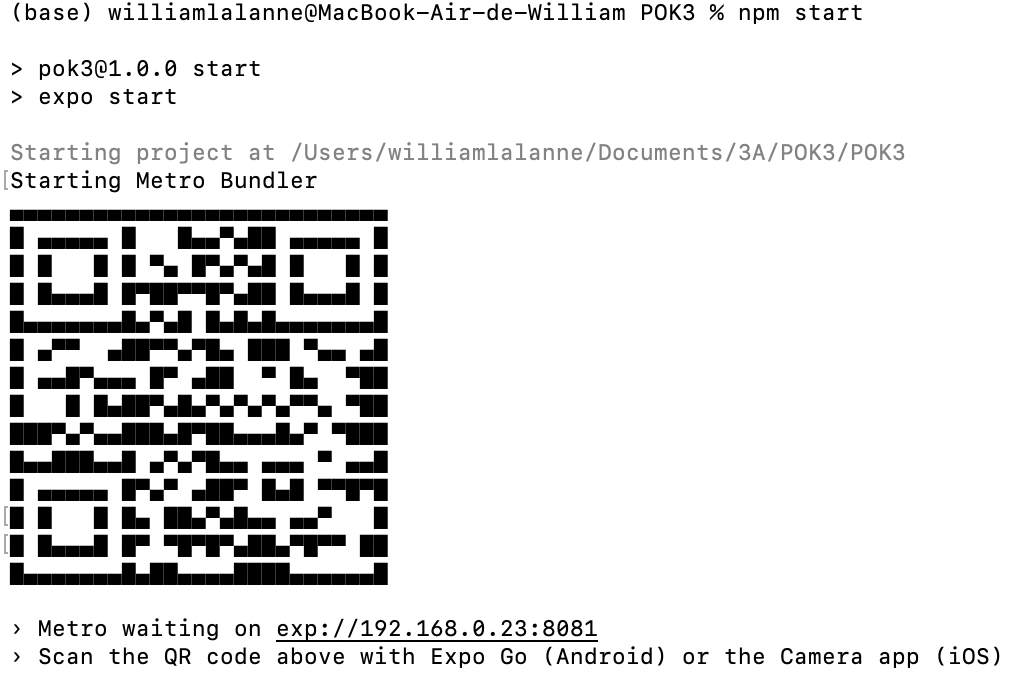 (base) williamlalanne@MacBook-Air-de-William POK3 % npm start
> pok3@1.0.0 start
> expo start
Starting project at /Users/williamlalanne/Documents/3A/POK3/POK3
[Starting Metro Bundler
› Metro waiting on exp://192.168.0.23:8081
› Scan the QR code above with Expo Go (Android) or the Camera app (iOS)